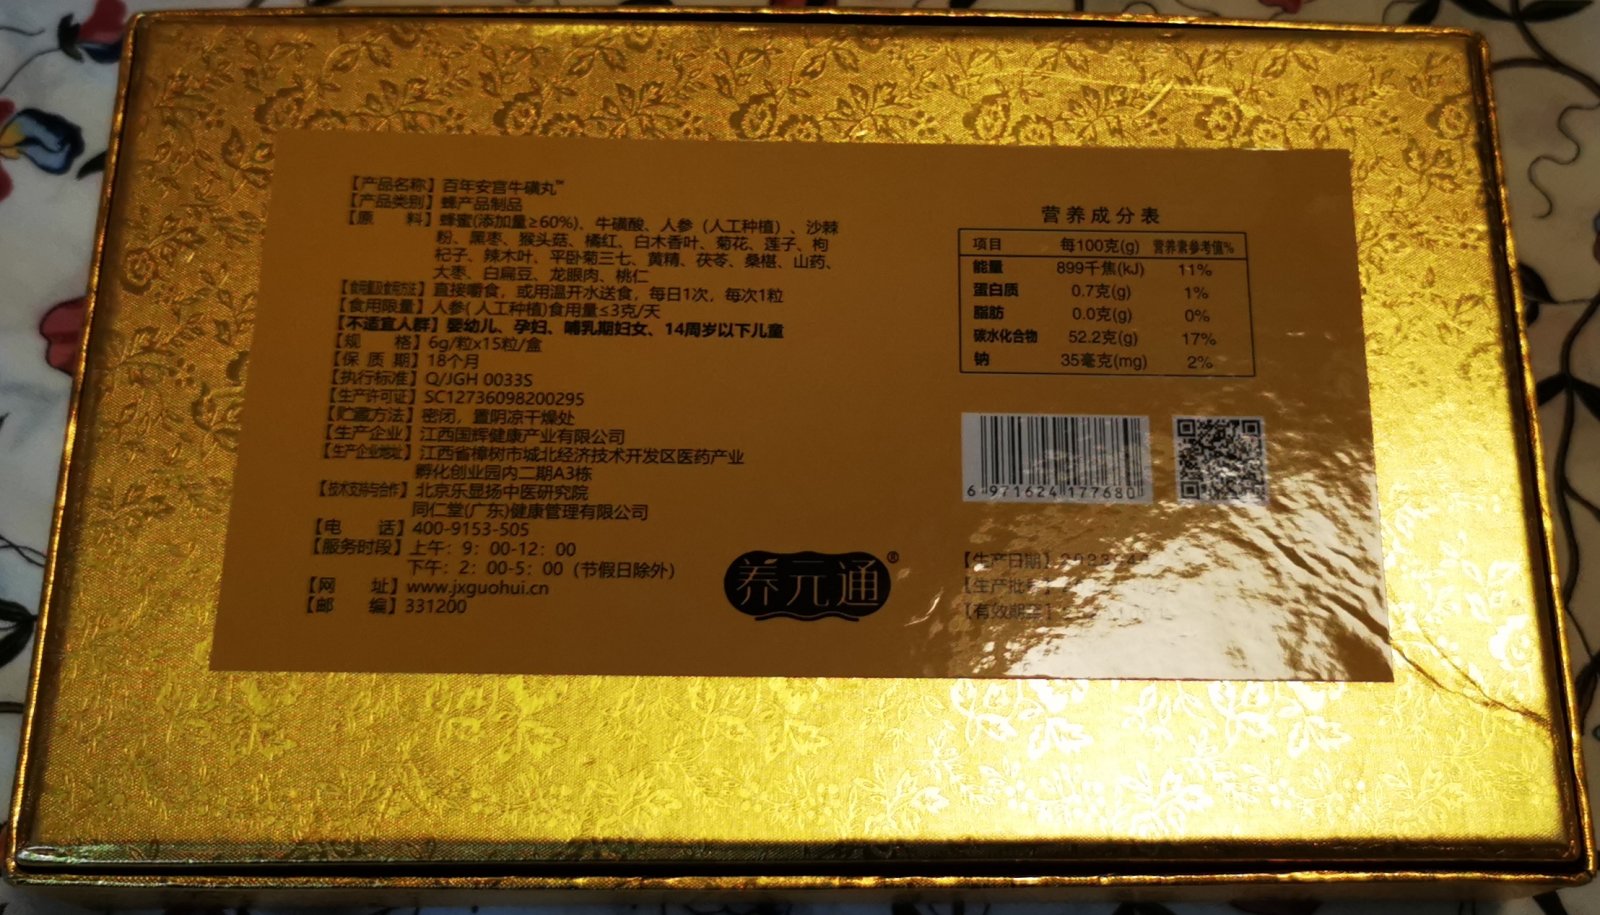 【产品名称】百年安宫牛磺丸™
【产品类别】蜂产品制品
【原　　料】蜂蜜(添加量≥60%)、牛磺酸、人参（人工种植）、沙棘
粉、黑枣、猴头菇、橘红、白木香叶、菊花、莲子、枸
杞子、辣木叶、平卧菊三七、黄精、茯苓、桑椹、山药、
大枣、白扁豆、龙眼肉、桃仁
【食用量及食用方法】直接嚼食，或用温开水送食，每日1次，每次1粒
【食用限量】人参(人工种植)食用量≤3克/天
【不适宜人群】婴幼儿、孕妇、哺乳期妇女、14周岁以下儿童
【规　　格】6g/粒x15粒/盒
【保 质 期】18个月
【执行标准】Q/JGH 0033S
【生产许可证】SC12736098200295
【贮藏方法】密闭，置阴凉干燥处
【生产企业】江西国辉健康产业有限公司
【生产企业地址】江西省樟树市城北经济技术开发区医药产业
孵化创业园内二期A3栋
【技术支持与合作】北京乐显扬中医研究院
同仁堂(广东)健康管理有限公司
【电　　话】400-9153-505
【服务时段】上午：9：00-12：00
下午：2：00-5：00（节假日除外）
【网　　址】www.jxguohui.cn
【邮　　编】331200
养元通®
营养成分表
项目 每100克(g) 营养素参考值%
能量 899千焦(kJ) 11%
蛋白质 0.7克(g) 1%
脂肪 0.0克(g) 0%
碳水化合物 52.2克(g) 17%
钠 35毫克(mg) 2%
6 971624 177680
【生产日期】
【生产批号】
【有效期至】